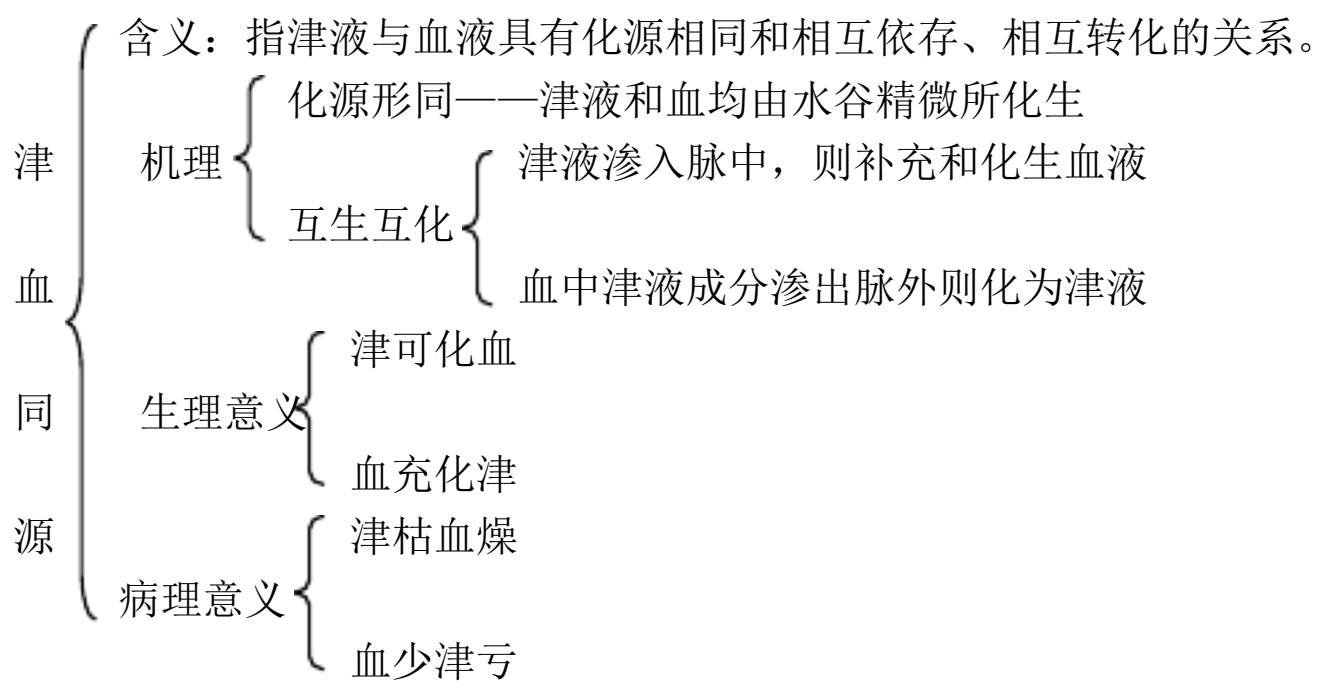 津血同源
含义：指津液与血液具有化源相同和相互依存、相互转化的关系。
机理
化源形同——津液和血均由水谷精微所化生
互生互化
津液渗入脉中，则补充和化生血液
血中津液成分渗出脉外则化为津液
生理意义
津可化血
血充化津
病理意义
津枯血燥
血少津亏